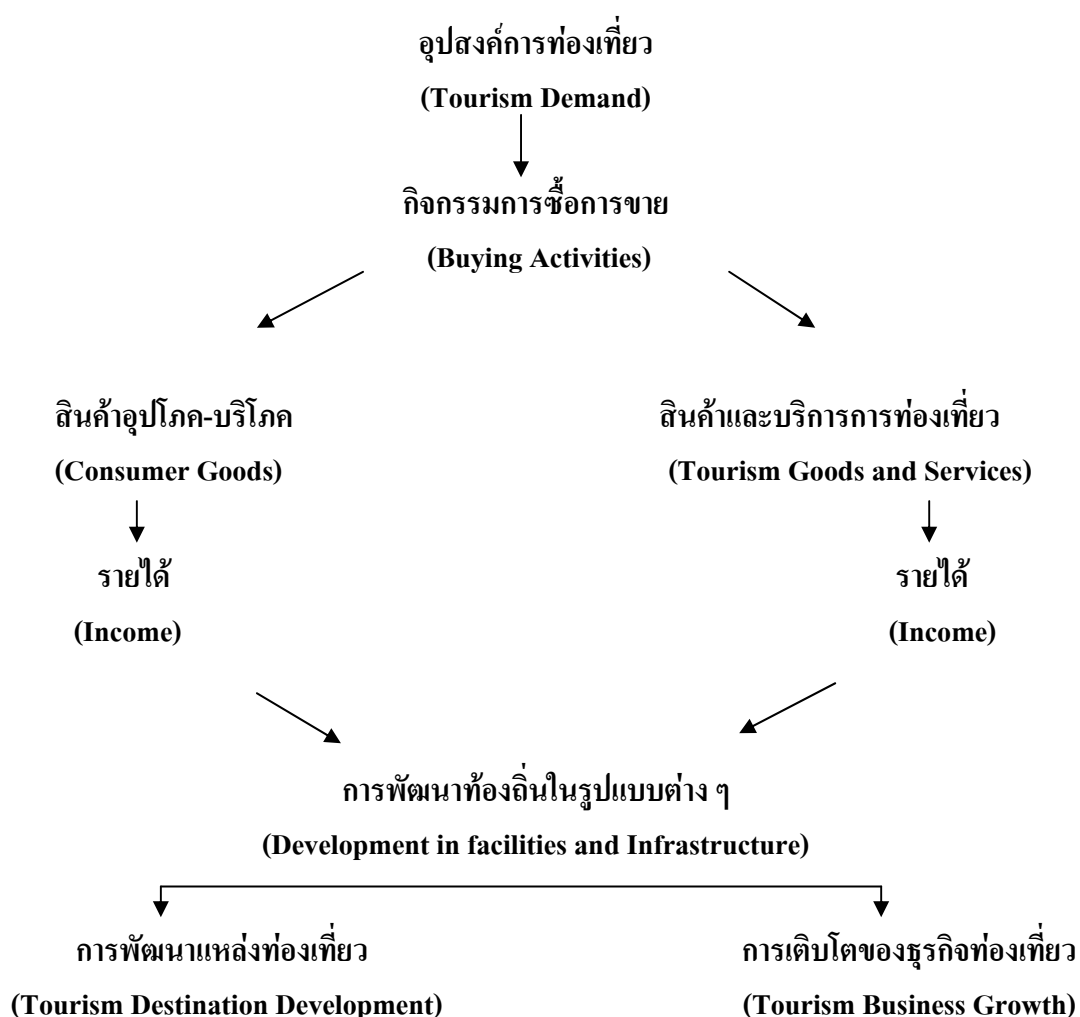 อุปสงค์การท่องเที่ยว
(Tourism Demand)
กิจกรรมการซื้อการขาย
(Buying Activities)
สินค้าอุปโภค-บริโภค
(Consumer Goods)
รายได้
(Income)
สินค้าและบริการการท่องเที่ยว
(Tourism Goods and Services)
รายได้
(Income)
การพัฒนาท้องถิ่นในรูปแบบต่าง ๆ
(Development in facilities and Infrastructure)
การพัฒนาแหล่งท่องเที่ยว
(Tourism Destination Development)
การเติบโตของธุรกิจท่องเที่ยว
(Tourism Business Growth)